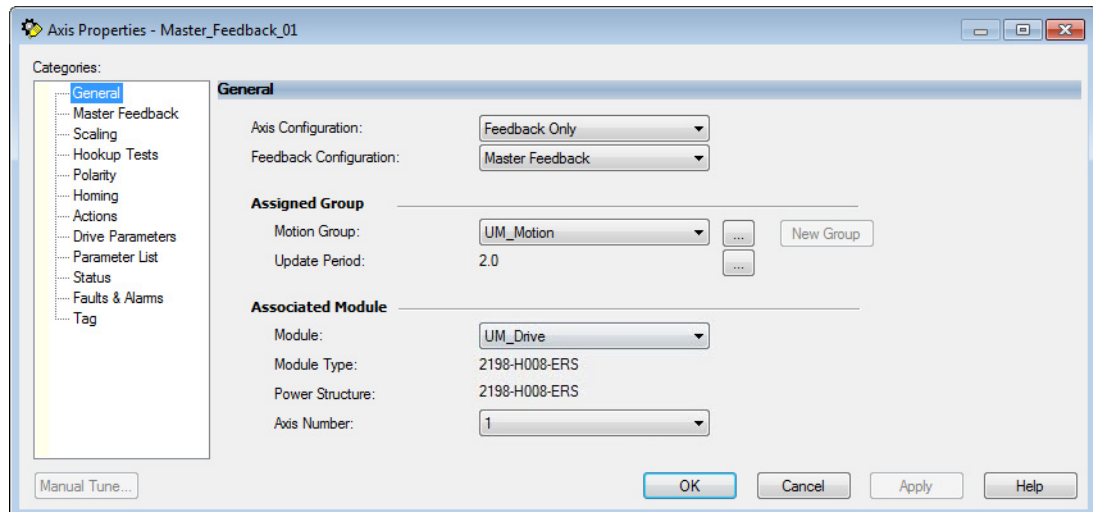 Axis Properties - Master_Feedback_01
Categories:
General
Master Feedback
Scaling
Hookup Tests
Polarity
Homing
Actions
Drive Parameters
Parameter List
Status
Faults & Alarms
Tag
General
Axis Configuration: Feedback Only
Feedback Configuration: Master Feedback
Assigned Group
Motion Group: UM_Motion ... New Group
Update Period: 2.0 ...
Associated Module
Module: UM_Drive
Module Type: 2198-H008-ERS
Power Structure: 2198-H008-ERS
Axis Number: 1
Manual Tune... OK Cancel Apply Help